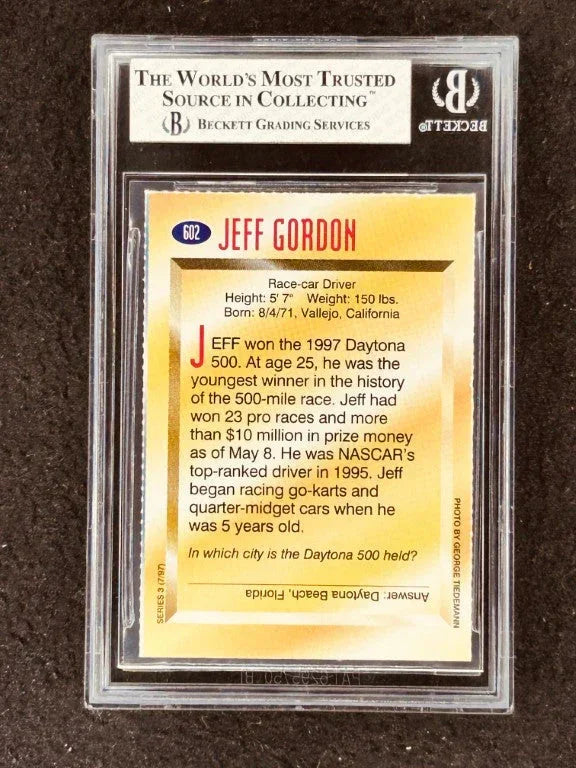 THE WORLD'S MOST TRUSTED
SOURCE IN COLLECTING™
B BECKETT GRADING SERVICES
B
BECKETT®
602 JEFF GORDON
Race-car Driver
Height: 5' 7" Weight: 150 lbs.
Born: 8/4/71, Vallejo, California
JEFF won the 1997 Daytona
500. At age 25, he was the
youngest winner in the history
of the 500-mile race. Jeff had
won 23 pro races and more
than $10 million in prize money
as of May 8. He was NASCAR's
top-ranked driver in 1995. Jeff
began racing go-karts and
quarter-midget cars when he
was 5 years old.
In which city is the Daytona 500 held?
Answer: Daytona Beach, Florida
SERIES 3 (7/97)
PHOTO BY GEORGE TIEDEMANN